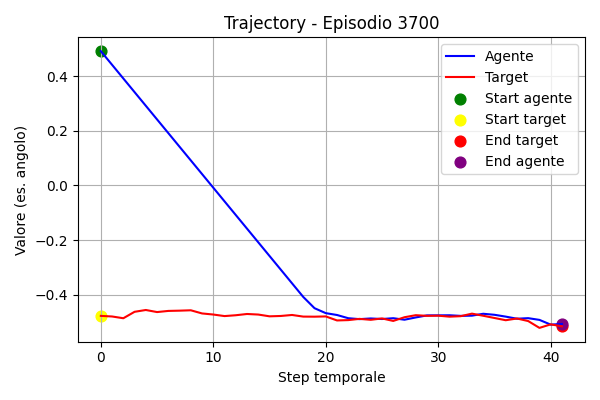 Trajectory - Episodio 3700
Agente
Target
Start agente
Start target
End target
End agente
Valore (es. angolo)
0.4
0.2
0.0
−0.2
−0.4
0
10
20
30
40
Step temporale